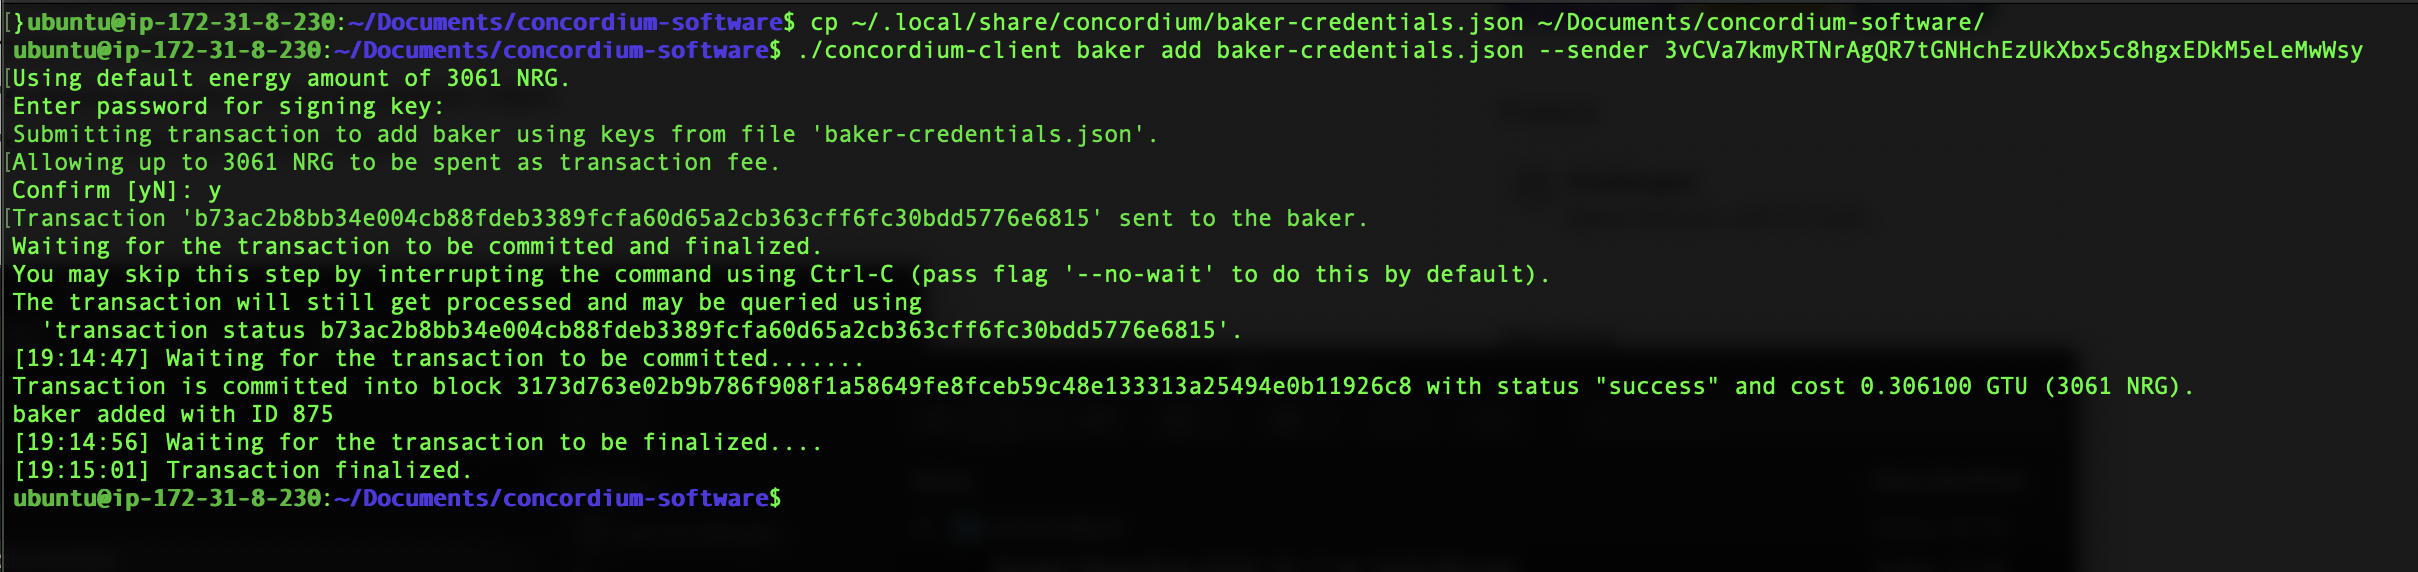 }ubuntu@ip-172-31-8-230:~/Documents/concordium-software$ cp ~/.local/share/concordium/baker-credentials.json ~/Documents/concordium-software/
ubuntu@ip-172-31-8-230:~/Documents/concordium-software$ ./concordium-client baker add baker-credentials.json --sender 3vCVa7kmyRTNrAgQR7tGNHchEzUkXbx5c8hgxEDkM5eLeMwWsy
[Using default energy amount of 3061 NRG.
Enter password for signing key:
Submitting transaction to add baker using keys from file 'baker-credentials.json'.
[Allowing up to 3061 NRG to be spent as transaction fee.
Confirm [yN]: y
[Transaction 'b73ac2b8bb34e004cb88fdeb3389fcfa60d65a2cb363cff6fc30bdd5776e6815' sent to the baker.
Waiting for the transaction to be committed and finalized.
You may skip this step by interrupting the command using Ctrl-C (pass flag '--no-wait' to do this by default).
The transaction will still get processed and may be queried using
'transaction status b73ac2b8bb34e004cb88fdeb3389fcfa60d65a2cb363cff6fc30bdd5776e6815'.
[19:14:47] Waiting for the transaction to be committed.......
Transaction is committed into block 3173d763e02b9b786f908f1a58649fe8fceb59c48e133313a25494e0b11926c8 with status "success" and cost 0.306100 GTU (3061 NRG).
baker added with ID 875
[19:14:56] Waiting for the transaction to be finalized....
[19:15:01] Transaction finalized.
ubuntu@ip-172-31-8-230:~/Documents/concordium-software$